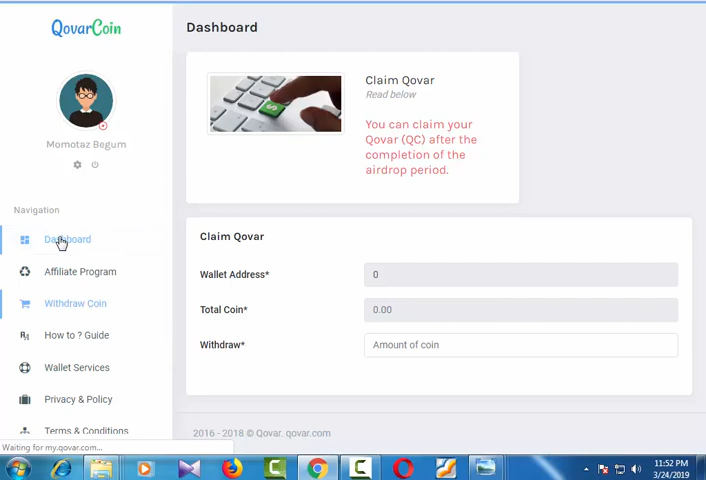 QovarCoin
Dashboard
Claim Qovar
Read below
You can claim your
Qovar (QC) after the
completion of the
airdrop period.
Momotaz Begum
Navigation
Dashboard
Affiliate Program
Withdraw Coin
How to ? Guide
Wallet Services
Privacy & Policy
Terms & Conditions
Claim Qovar
Wallet Address* 0
Total Coin* 0.00
Withdraw* Amount of coin
2016 - 2018 © Qovar. qovar.com
Waiting for my.qovar.com...
11:52 PM
3/24/2019